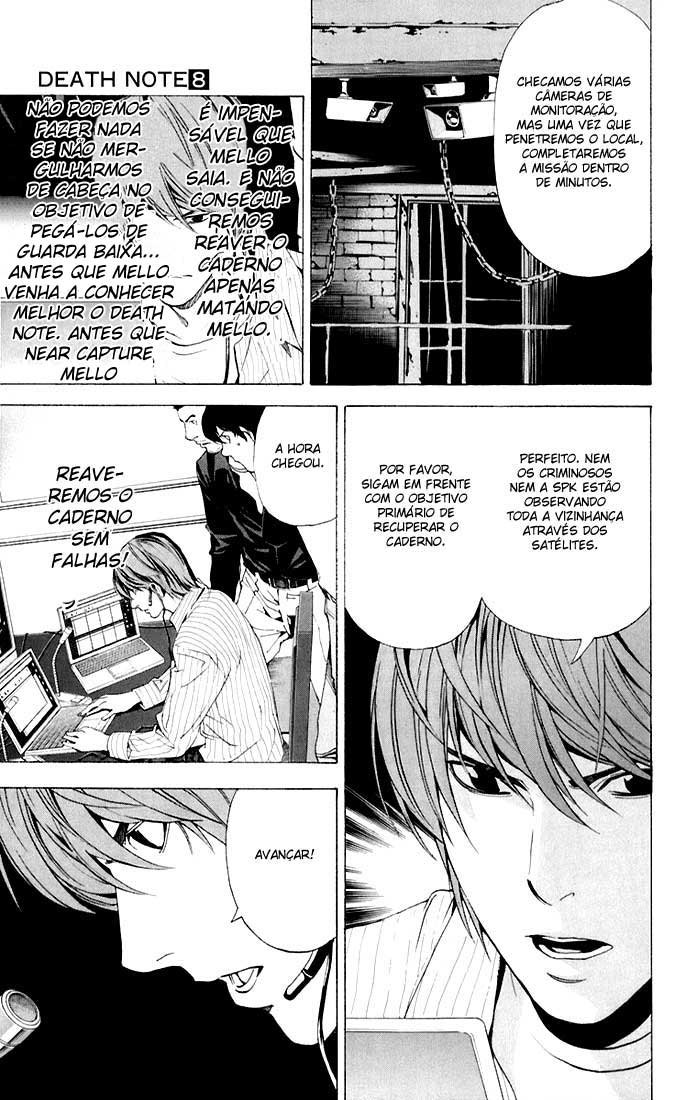 DEATH NOTE 8
CHECAMOS VÁRIAS
CÂMERAS DE
MONITORAÇÃO,
MAS UMA VEZ QUE
PENETREMOS O LOCAL,
COMPLETAREMOS
A MISSÃO DENTRO
DE MINUTOS.
É IMPEN-
SÁVEL QUE
MELLO
SAIA. E NÃO
CONSEGUI-
REMOS
REAVER O
CADERNO
APENAS
MATANDO
MELLO.
NÃO PODEMOS
FAZER NADA
SE NÃO MER-
GULHARMOS
DE CABEÇA NO
OBJETIVO DE
PEGÁ-LOS DE
GUARDA BAIXA...
ANTES QUE MELLO
VENHA A CONHECER
MELHOR O DEATH
NOTE. ANTES QUE
NEAR CAPTURE
MELLO
PERFEITO. NEM
OS CRIMINOSOS
NEM A SPK ESTÃO
OBSERVANDO
TODA A VIZINHANÇA
ATRAVÉS DOS
SATÉLITES.
POR FAVOR,
SIGAM EM FRENTE
COM O OBJETIVO
PRIMÁRIO DE
RECUPERAR O
CADERNO.
A HORA
CHEGOU.
REAVE-
REMOS-O
CADERNO
SEM
FALHAS!
AVANÇAR!